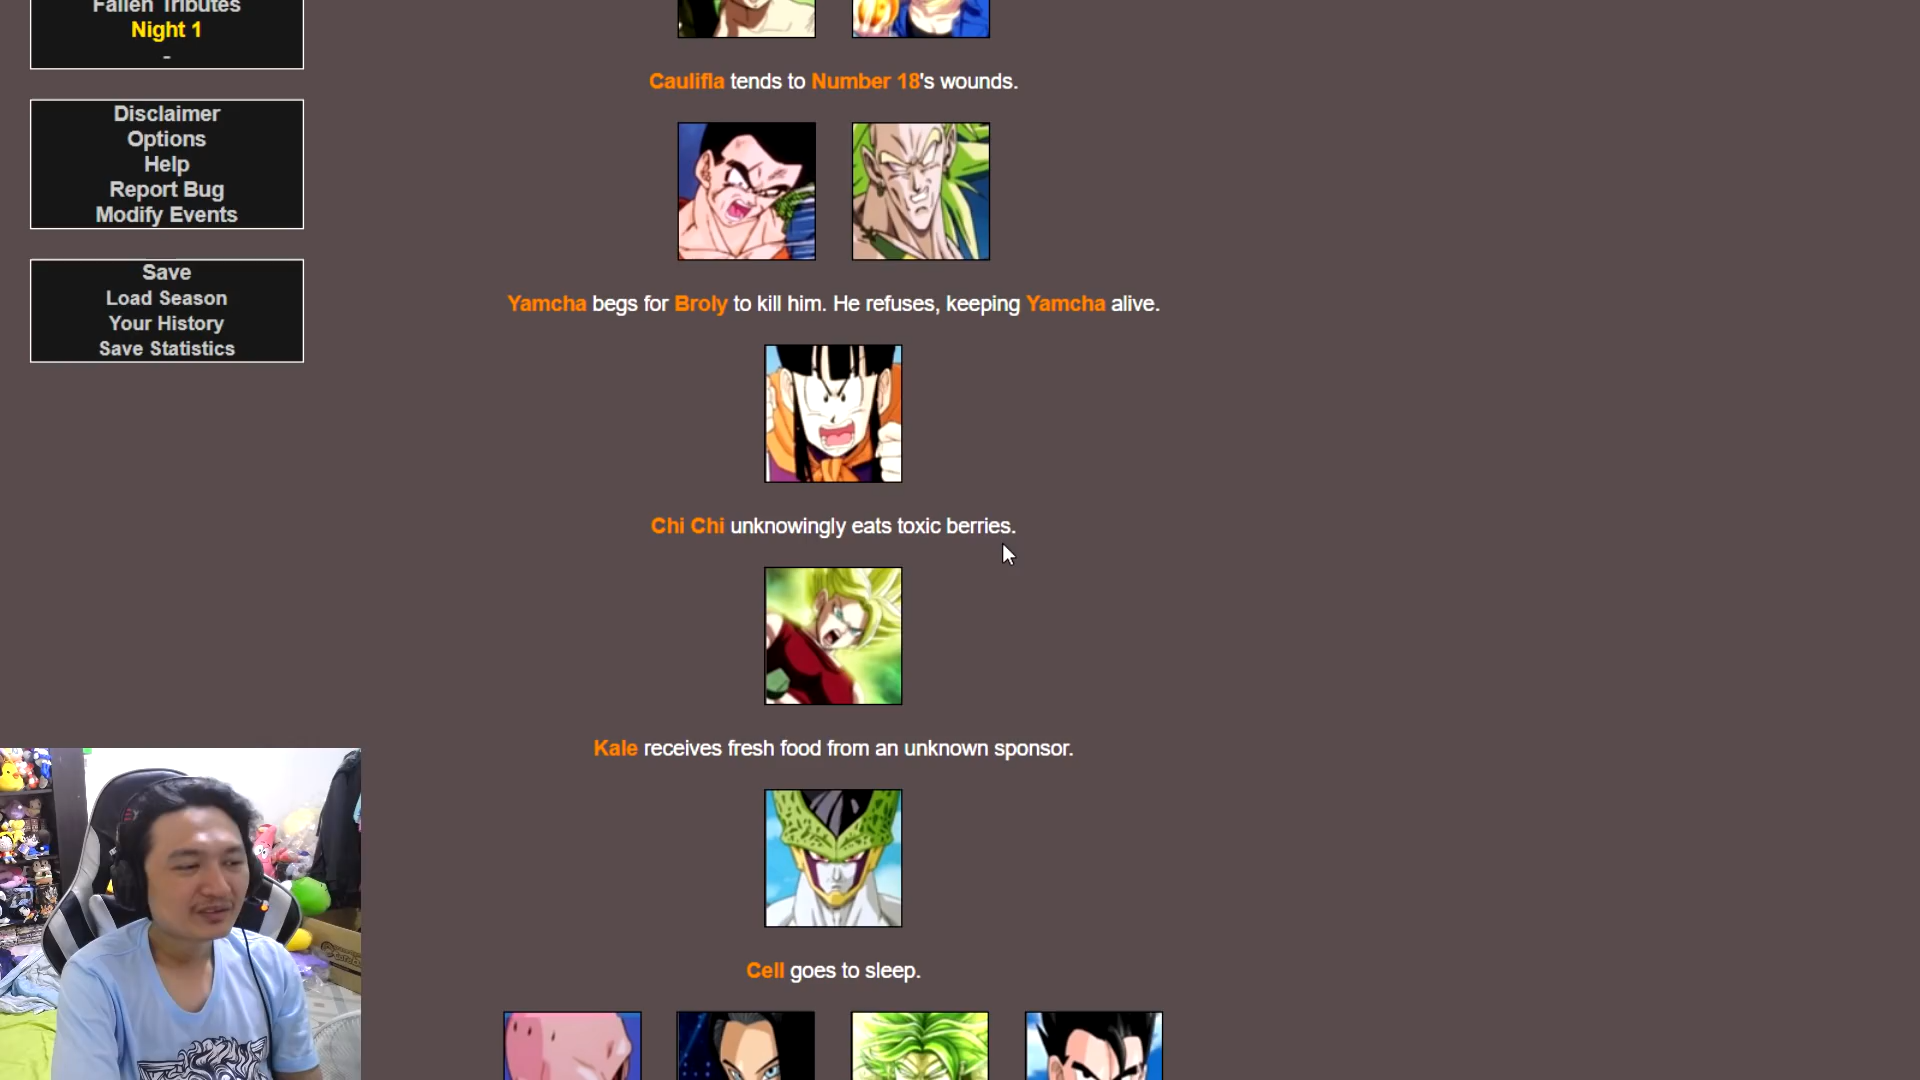 Fallen Tributes
Night 1
-
Disclaimer
Options
Help
Report Bug
Modify Events
Save
Load Season
Your History
Save Statistics
Caulifla tends to Number 18's wounds.
Yamcha begs for Broly to kill him. He refuses, keeping Yamcha alive.
Chi Chi unknowingly eats toxic berries.
Kale receives fresh food from an unknown sponsor.
Cell goes to sleep.